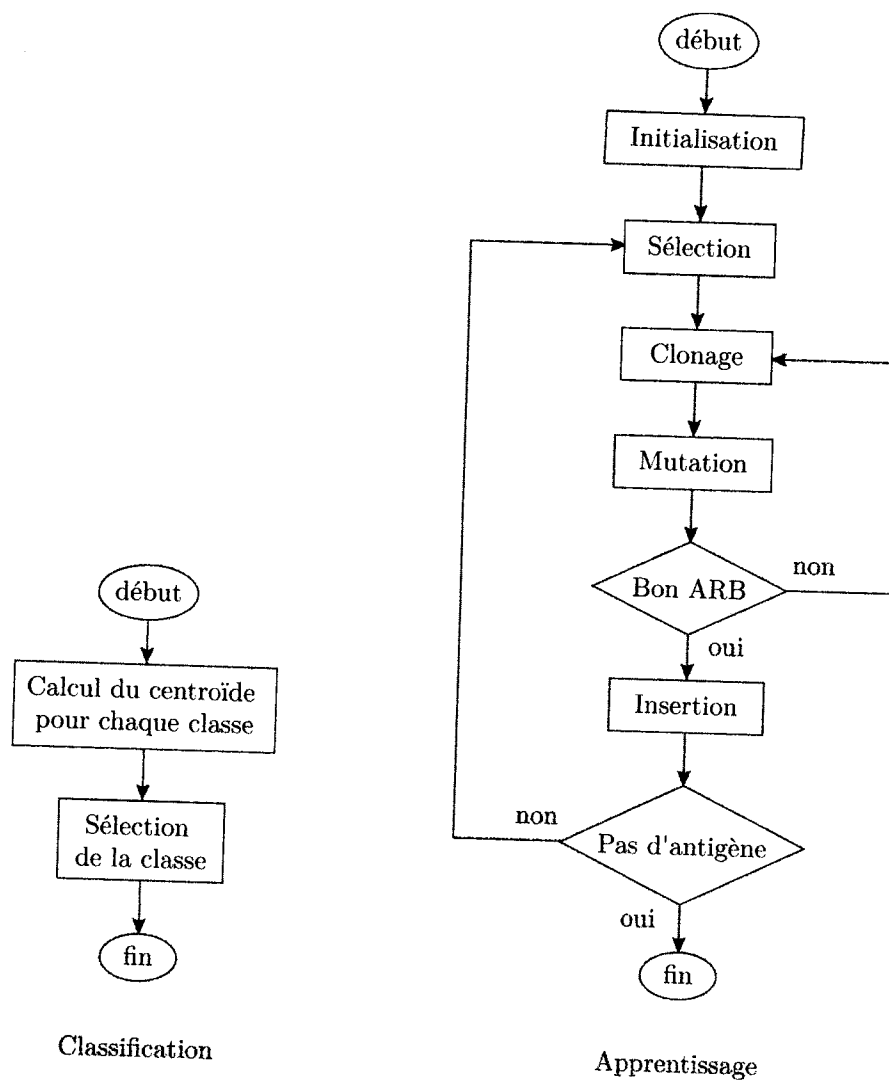 début
Calcul du centroïde
pour chaque classe
Sélection
de la classe
fin
Classification
début
Initialisation
Sélection
Clonage
Mutation
Bon ARB
non
oui
Insertion
non
Pas d'antigène
oui
fin
Apprentissage